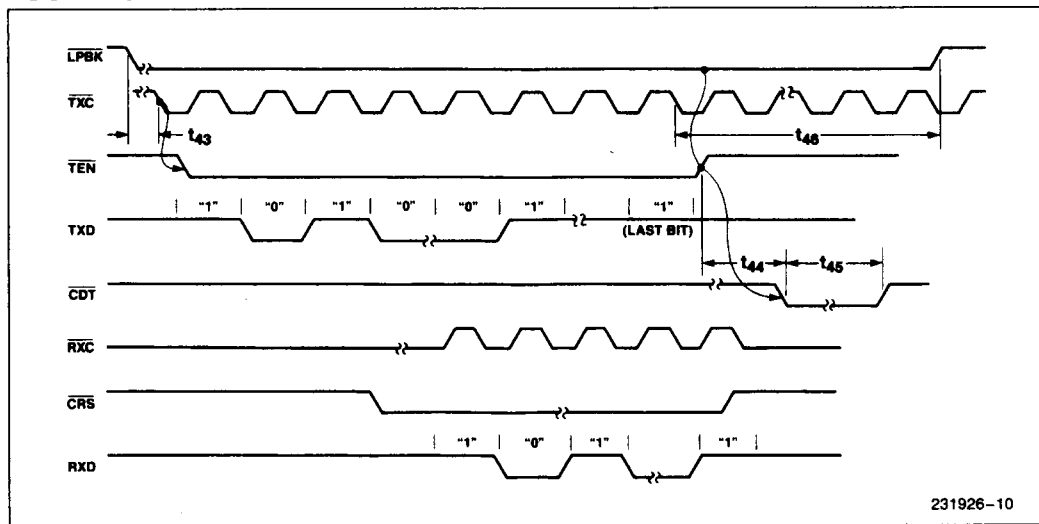 LPBK
TXC
t43
t46
TEN
"1" "0" "1" "0" "0" "1" "1"
TXD
(LAST BIT)
t44 t45
CDT
RXC
CRS
"1" "0" "1" "1"
RXD
231926-10